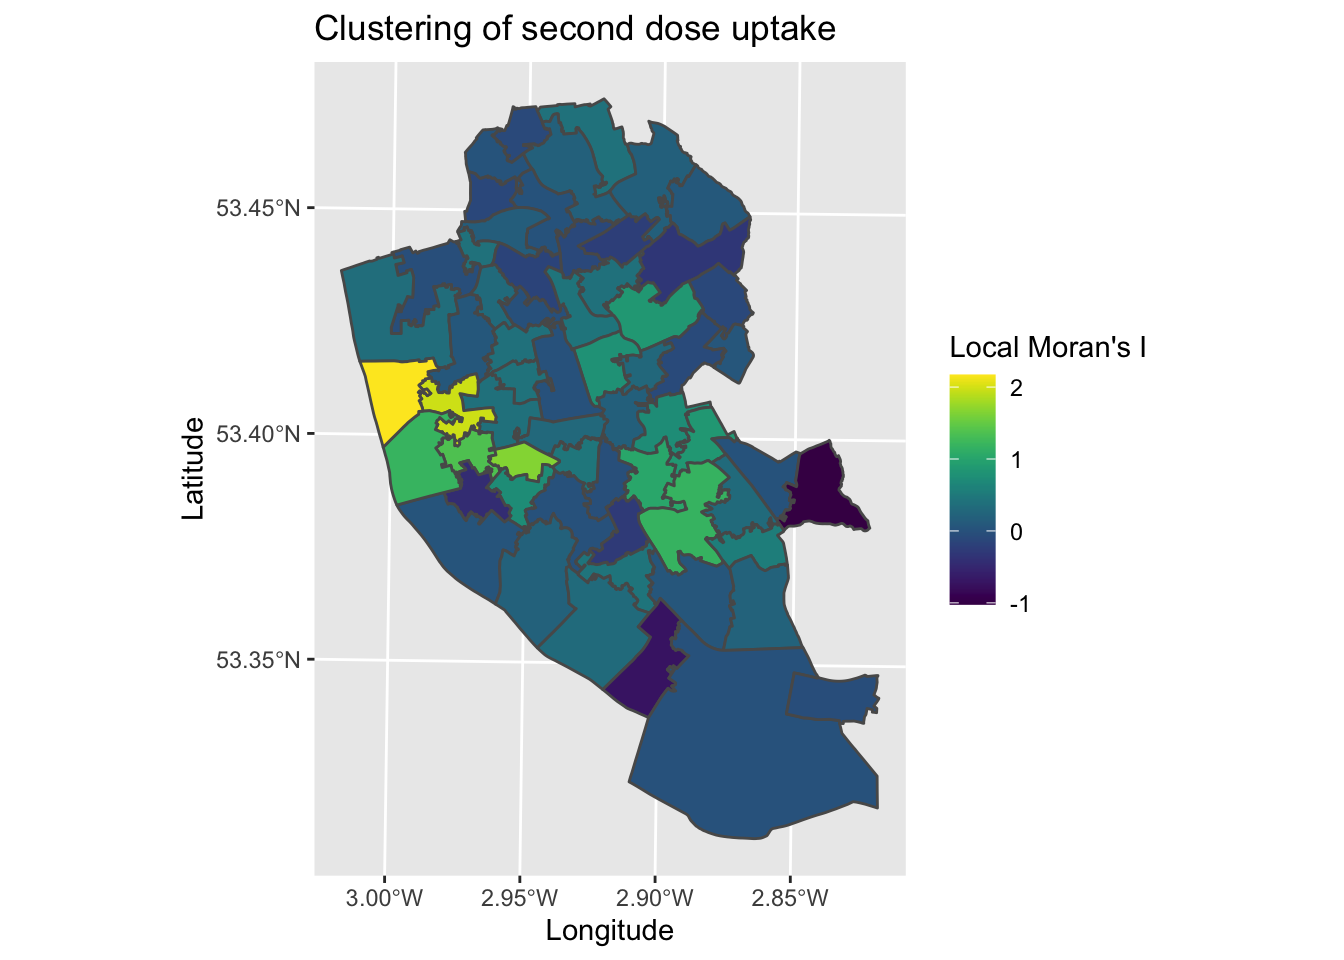 Clustering of second dose uptake
53.45°N
53.40°N
53.35°N
Latitude
3.00°W
2.95°W
2.90°W
2.85°W
Longitude
Local Moran's I
2
1
0
-1